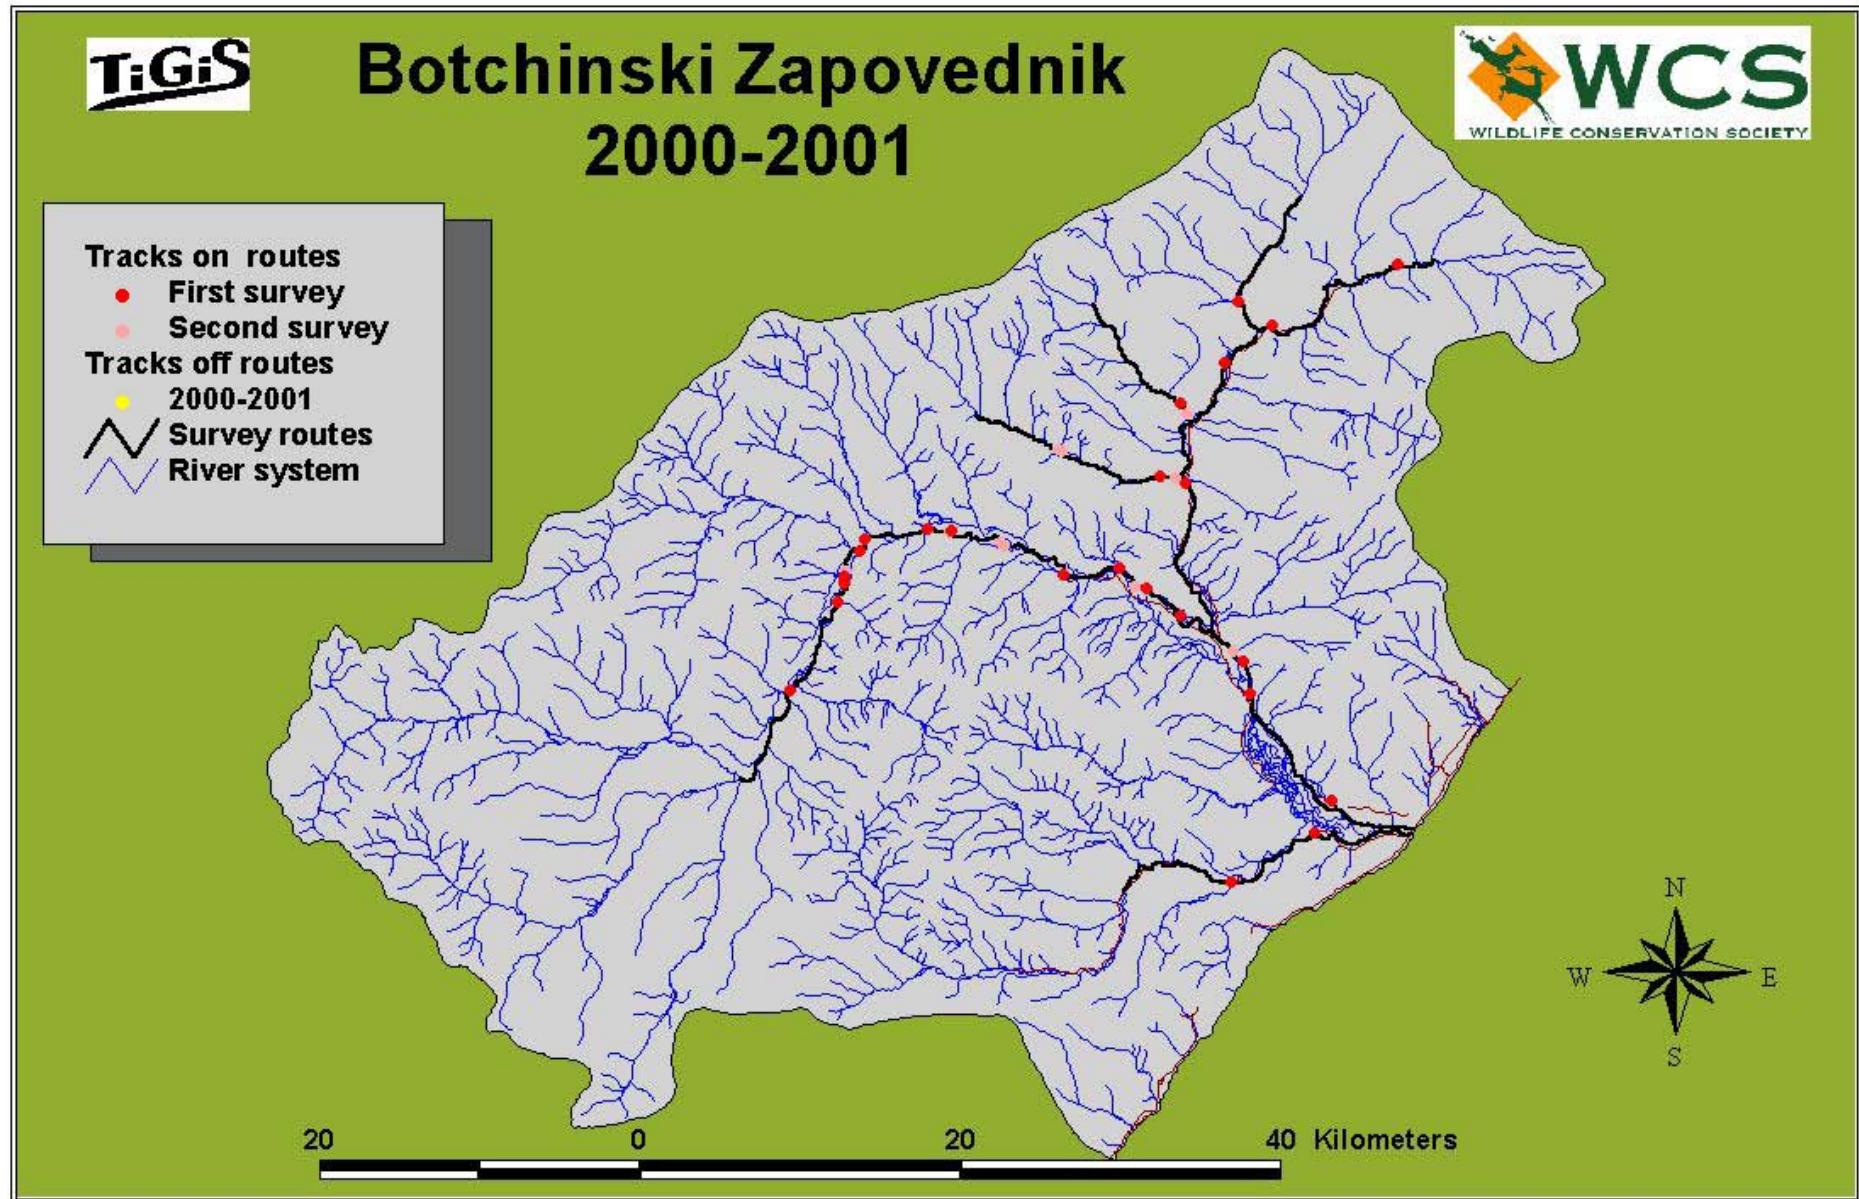 TiGiS
Botchinski Zapovednik
2000-2001
WCS
WILDLIFE CONSERVATION SOCIETY
Tracks on routes
First survey
Second survey
Tracks off routes
2000-2001
Survey routes
River system
N
W E
S
20 0 20 40 Kilometers